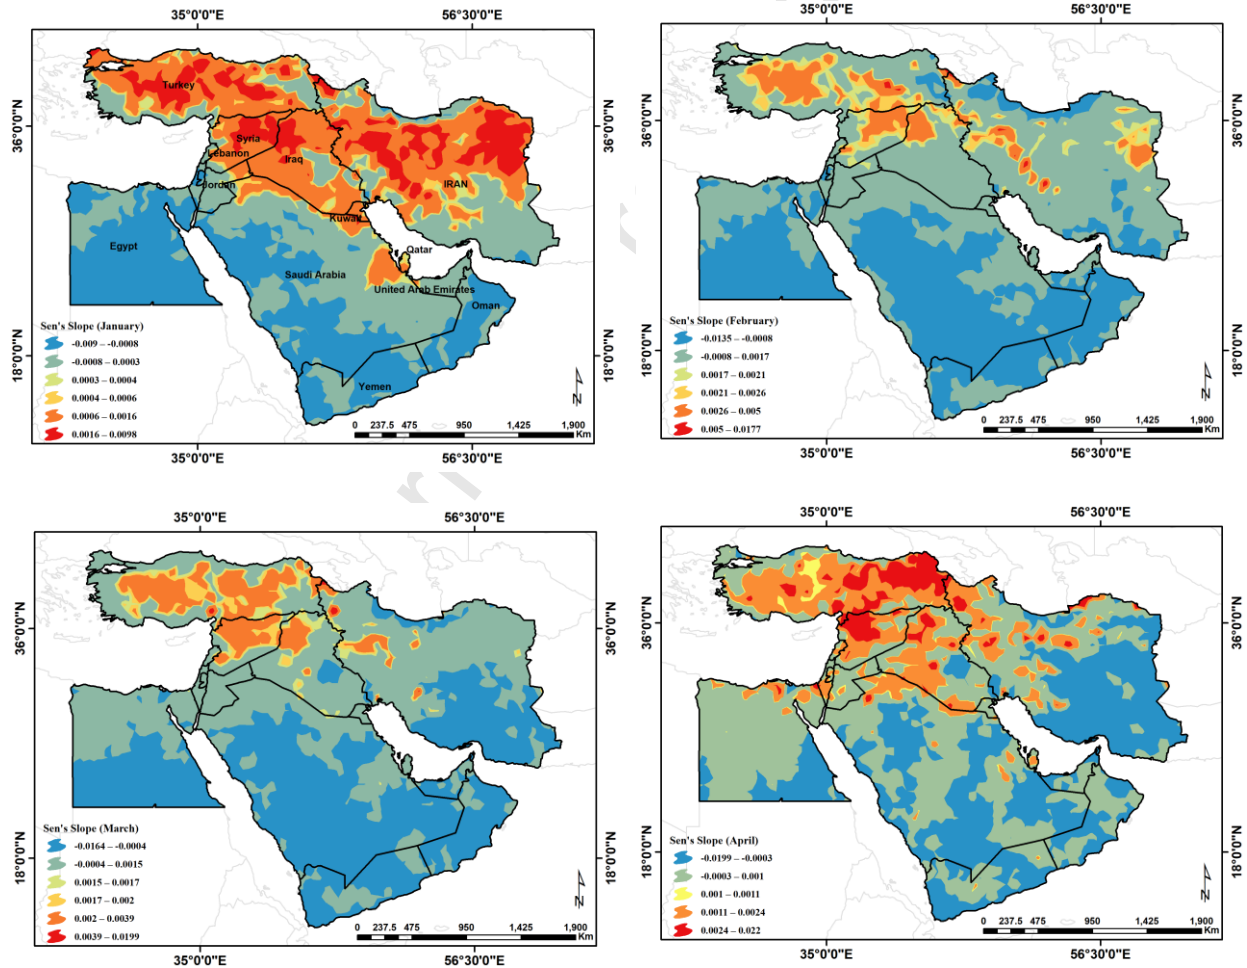 35°0'0"E
56°30'0"E
36°0'0"N
18°0'0"N
Turkey
Syria
Lebanon
Iraq
Jordan
IRAN
Kuwait
Egypt
Qatar
Saudi Arabia
United Arab Emirates
Oman
Yemen
Sen's Slope (January)
-0.009 – -0.0008
-0.0008 – 0.0003
0.0003 – 0.0004
0.0004 – 0.0006
0.0006 – 0.0016
0.0016 – 0.0098
N
0 237.5 475 950 1,425 1,900
Km
35°0'0"E
56°30'0"E
35°0'0"E
56°30'0"E
36°0'0"N
36°0'0"N
18°0'0"N
18°0'0"N
Sen's Slope (February)
-0.0135 – -0.0008
-0.0008 – 0.0017
0.0017 – 0.0021
0.0021 – 0.0026
0.0026 – 0.005
0.005 – 0.0177
N
0 237.5 475 950 1,425 1,900
Km
35°0'0"E
56°30'0"E
35°0'0"E
56°30'0"E
36°0'0"N
18°0'0"N
Sen's Slope (March)
-0.0164 – -0.0004
-0.0004 – 0.0015
0.0015 – 0.0017
0.0017 – 0.002
0.002 – 0.0039
0.0039 – 0.0199
N
0 237.5 475 950 1,425 1,900
Km
35°0'0"E
56°30'0"E
35°0'0"E
56°30'0"E
36°0'0"N
36°0'0"N
18°0'0"N
18°0'0"N
Sen's Slope (April)
-0.0199 – -0.0003
-0.0003 – 0.001
0.001 – 0.0011
0.0011 – 0.0024
0.0024 – 0.022
N
0 237.5 475 950 1,425 1,900
Km
35°0'0"E
56°30'0"E